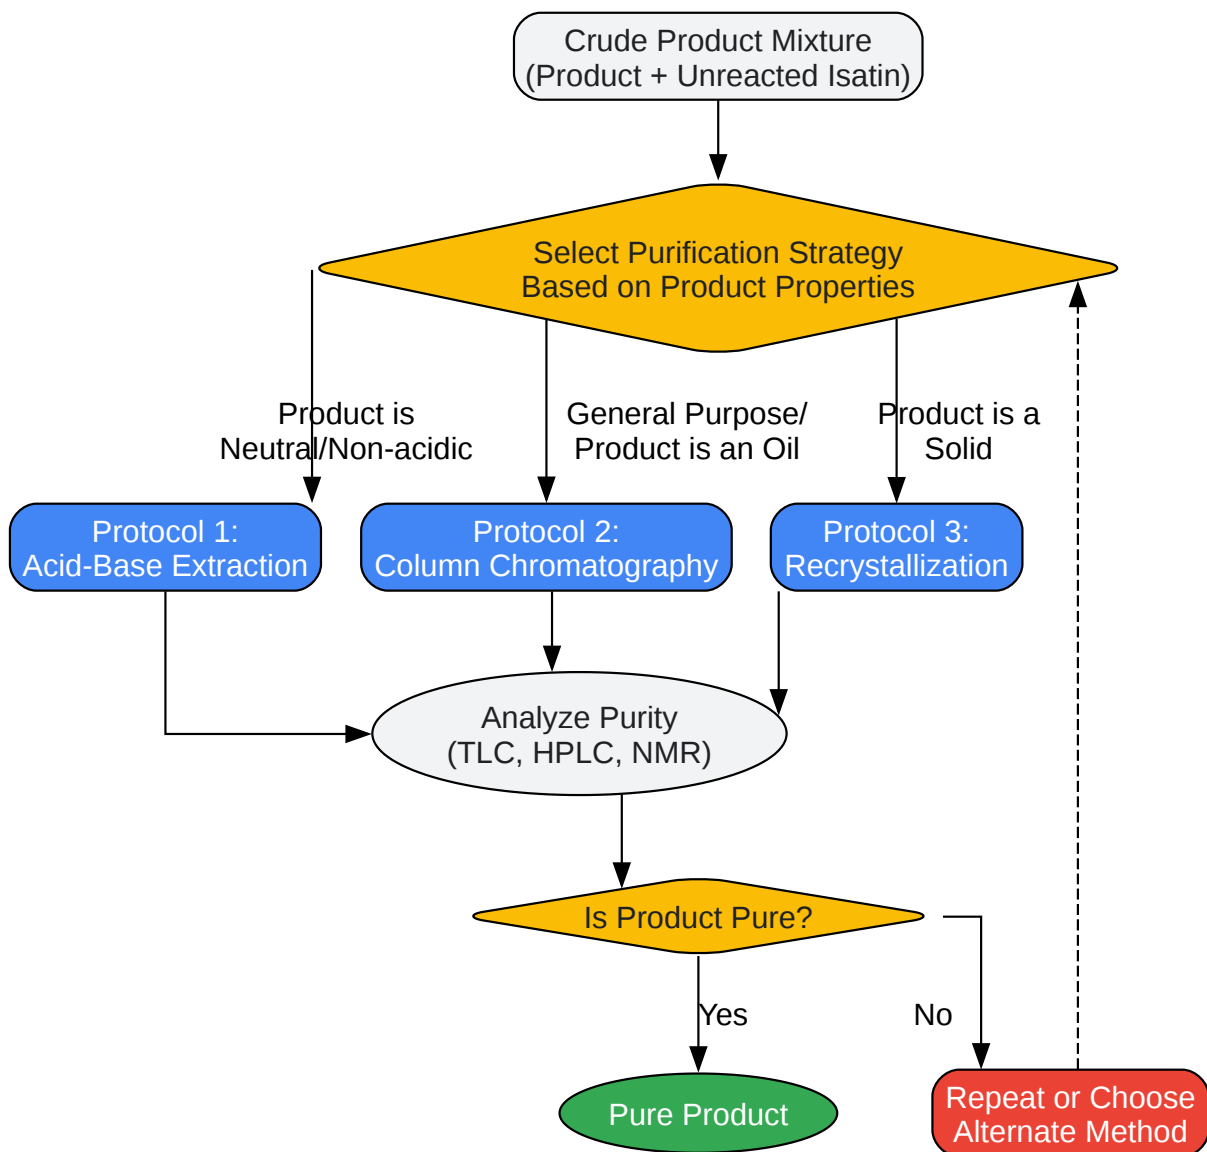 Crude Product Mixture
(Product + Unreacted Isatin)
Select Purification Strategy
Based on Product Properties
Product is
Neutral/Non-acidic
General Purpose/
Product is an Oil
Product is a
Solid
Protocol 1:
Acid-Base Extraction
Protocol 2:
Column Chromatography
Protocol 3:
Recrystallization
Analyze Purity
(TLC, HPLC, NMR)
Is Product Pure?
Yes
No
Pure Product
Repeat or Choose
Alternate Method